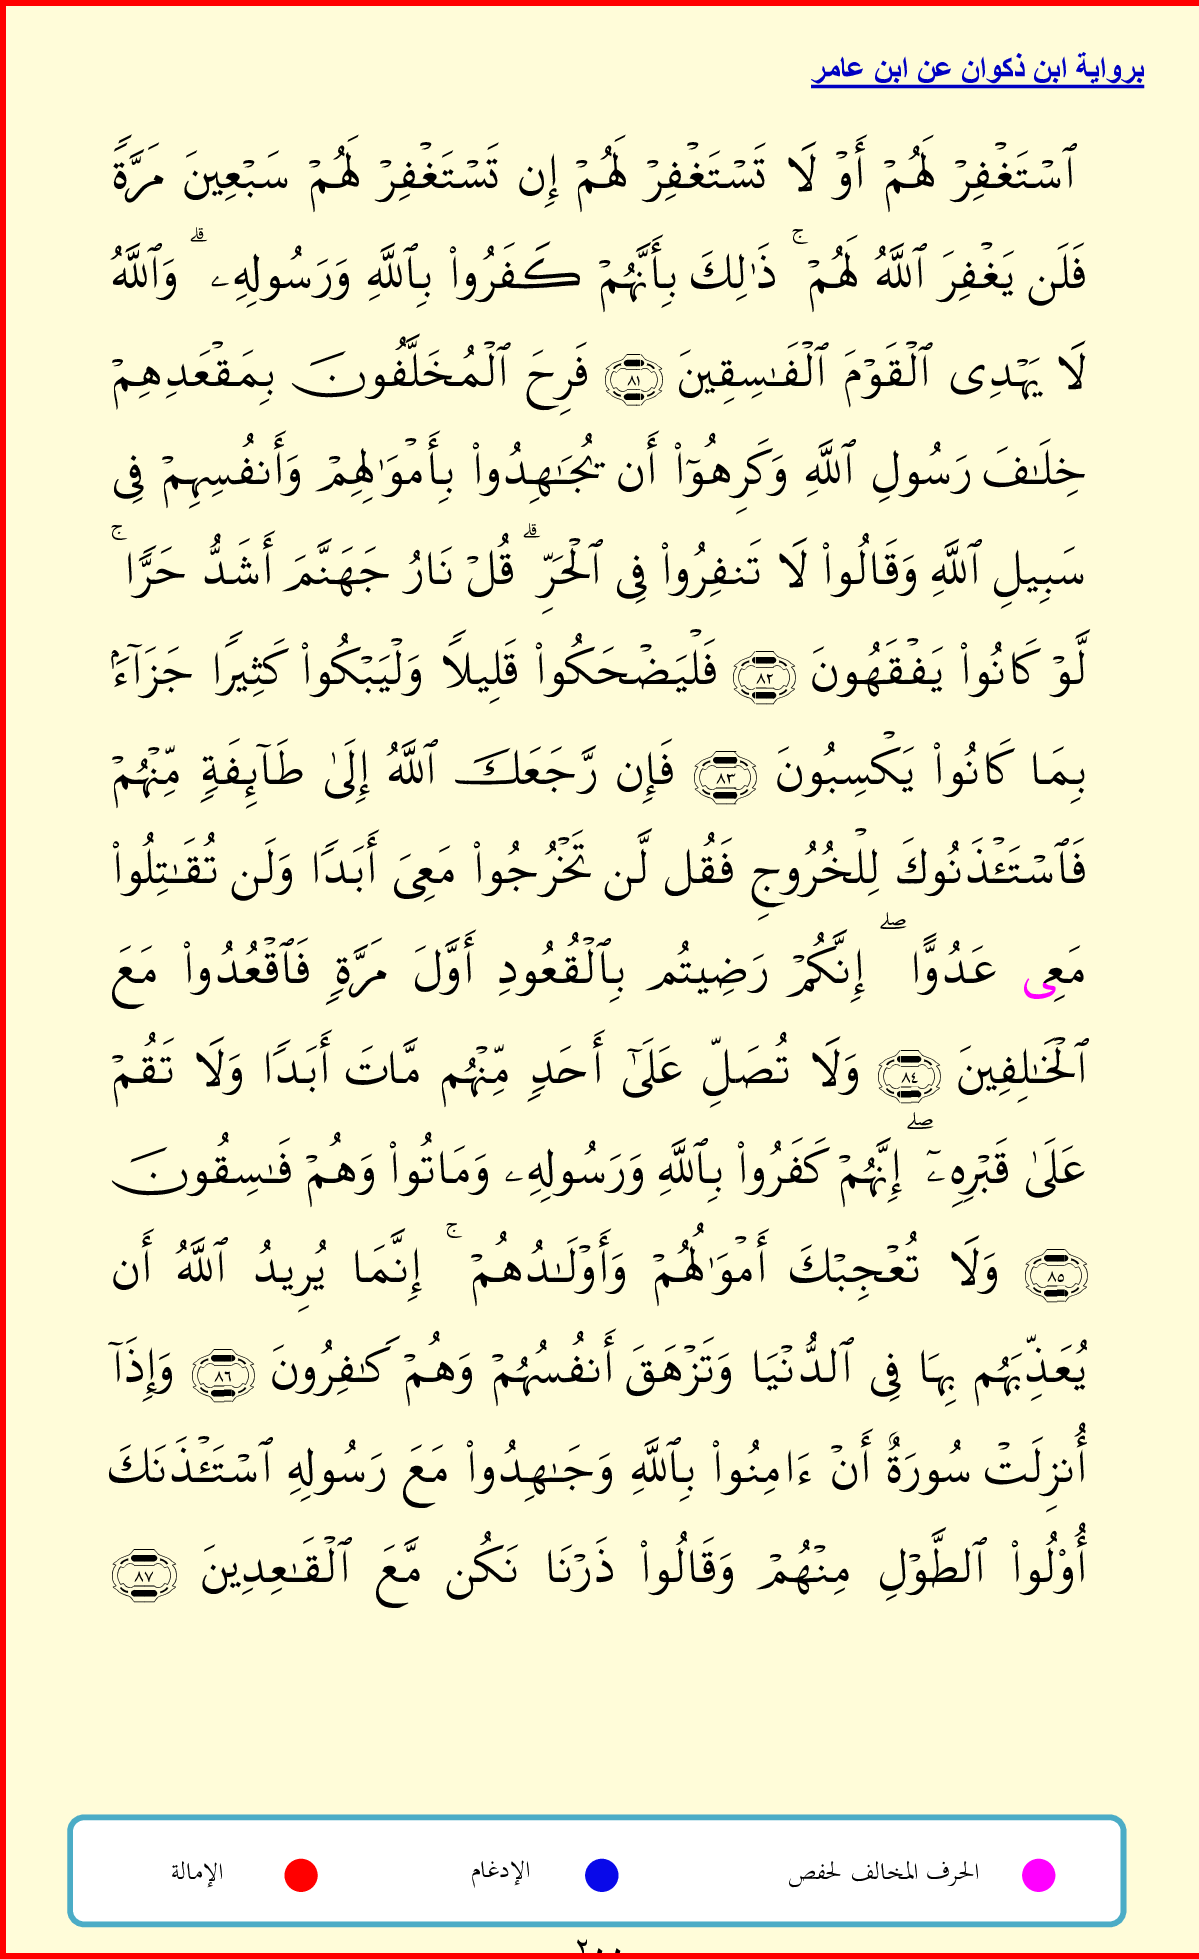 برواية ابن ذكوان عن ابن عامر
ٱسۡتَغۡفِرۡ لَهُمۡ أَوۡ لَا تَسۡتَغۡفِرۡ لَهُمۡ إِن تَسۡتَغۡفِرۡ لَهُمۡ سَبۡعِينَ مَرَّةٗ
فَلَن يَغۡفِرَ ٱللَّهُ لَهُمۡۚ ذَٰلِكَ بِأَنَّهُمۡ كَفَرُواْ بِٱللَّهِ وَرَسُولِهِۦۗ وَٱللَّهُ
لَا يَهۡدِى ٱلۡقَوۡمَ ٱلۡفَٰسِقِينَ ٨١ فَرِحَ ٱلۡمُخَلَّفُونَ بِمَقۡعَدِهِمۡ
خِلَٰفَ رَسُولِ ٱللَّهِ وَكَرِهُوٓاْ أَن يُجَٰهِدُواْ بِأَمۡوَٰلِهِمۡ وَأَنفُسِهِمۡ فِى
سَبِيلِ ٱللَّهِ وَقَالُواْ لَا تَنفِرُواْ فِى ٱلۡحَرِّۗ قُلۡ نَارُ جَهَنَّمَ أَشَدُّ حَرّٗاۚ
لَّوۡ كَانُواْ يَفۡقَهُونَ ٨٢ فَلۡيَضۡحَكُواْ قَلِيلٗا وَلۡيَبۡكُواْ كَثِيرٗا جَزَآءَۢ
بِمَا كَانُواْ يَكۡسِبُونَ ٨٣ فَإِن رَّجَعَكَ ٱللَّهُ إِلَىٰ طَآئِفَةٖ مِّنۡهُمۡ
فَٱسۡتَـٔۡذَنُوكَ لِلۡخُرُوجِ فَقُل لَّن تَخۡرُجُواْ مَعِىَ أَبَدٗا وَلَن تُقَٰتِلُواْ
مَعِى عَدُوًّاۖ إِنَّكُمۡ رَضِيتُم بِٱلۡقُعُودِ أَوَّلَ مَرَّةٖ فَٱقۡعُدُواْ مَعَ
ٱلۡخَٰلِفِينَ ٨٤ وَلَا تُصَلِّ عَلَىٰٓ أَحَدٖ مِّنۡهُم مَّاتَ أَبَدٗا وَلَا تَقُمۡ
عَلَىٰ قَبۡرِهِۦٓۖ إِنَّهُمۡ كَفَرُواْ بِٱللَّهِ وَرَسُولِهِۦ وَمَاتُواْ وَهُمۡ فَٰسِقُونَ
٨٥ وَلَا تُعۡجِبۡكَ أَمۡوَٰلُهُمۡ وَأَوۡلَٰدُهُمۡۚ إِنَّمَا يُرِيدُ ٱللَّهُ أَن
يُعَذِّبَهُم بِهَا فِى ٱلدُّنۡيَا وَتَزۡهَقَ أَنفُسُهُمۡ وَهُمۡ كَٰفِرُونَ ٨٦ وَإِذَآ
أُنزِلَتۡ سُورَةٌ أَنۡ ءَامِنُواْ بِٱللَّهِ وَجَٰهِدُواْ مَعَ رَسُولِهِ ٱسۡتَـٔۡذَنَكَ
أُوْلُواْ ٱلطَّوۡلِ مِنۡهُمۡ وَقَالُواْ ذَرۡنَا نَكُن مَّعَ ٱلۡقَٰعِدِينَ ٨٧
الحرف المخالف لحفص الإدغام الإمالة
٢٠٠